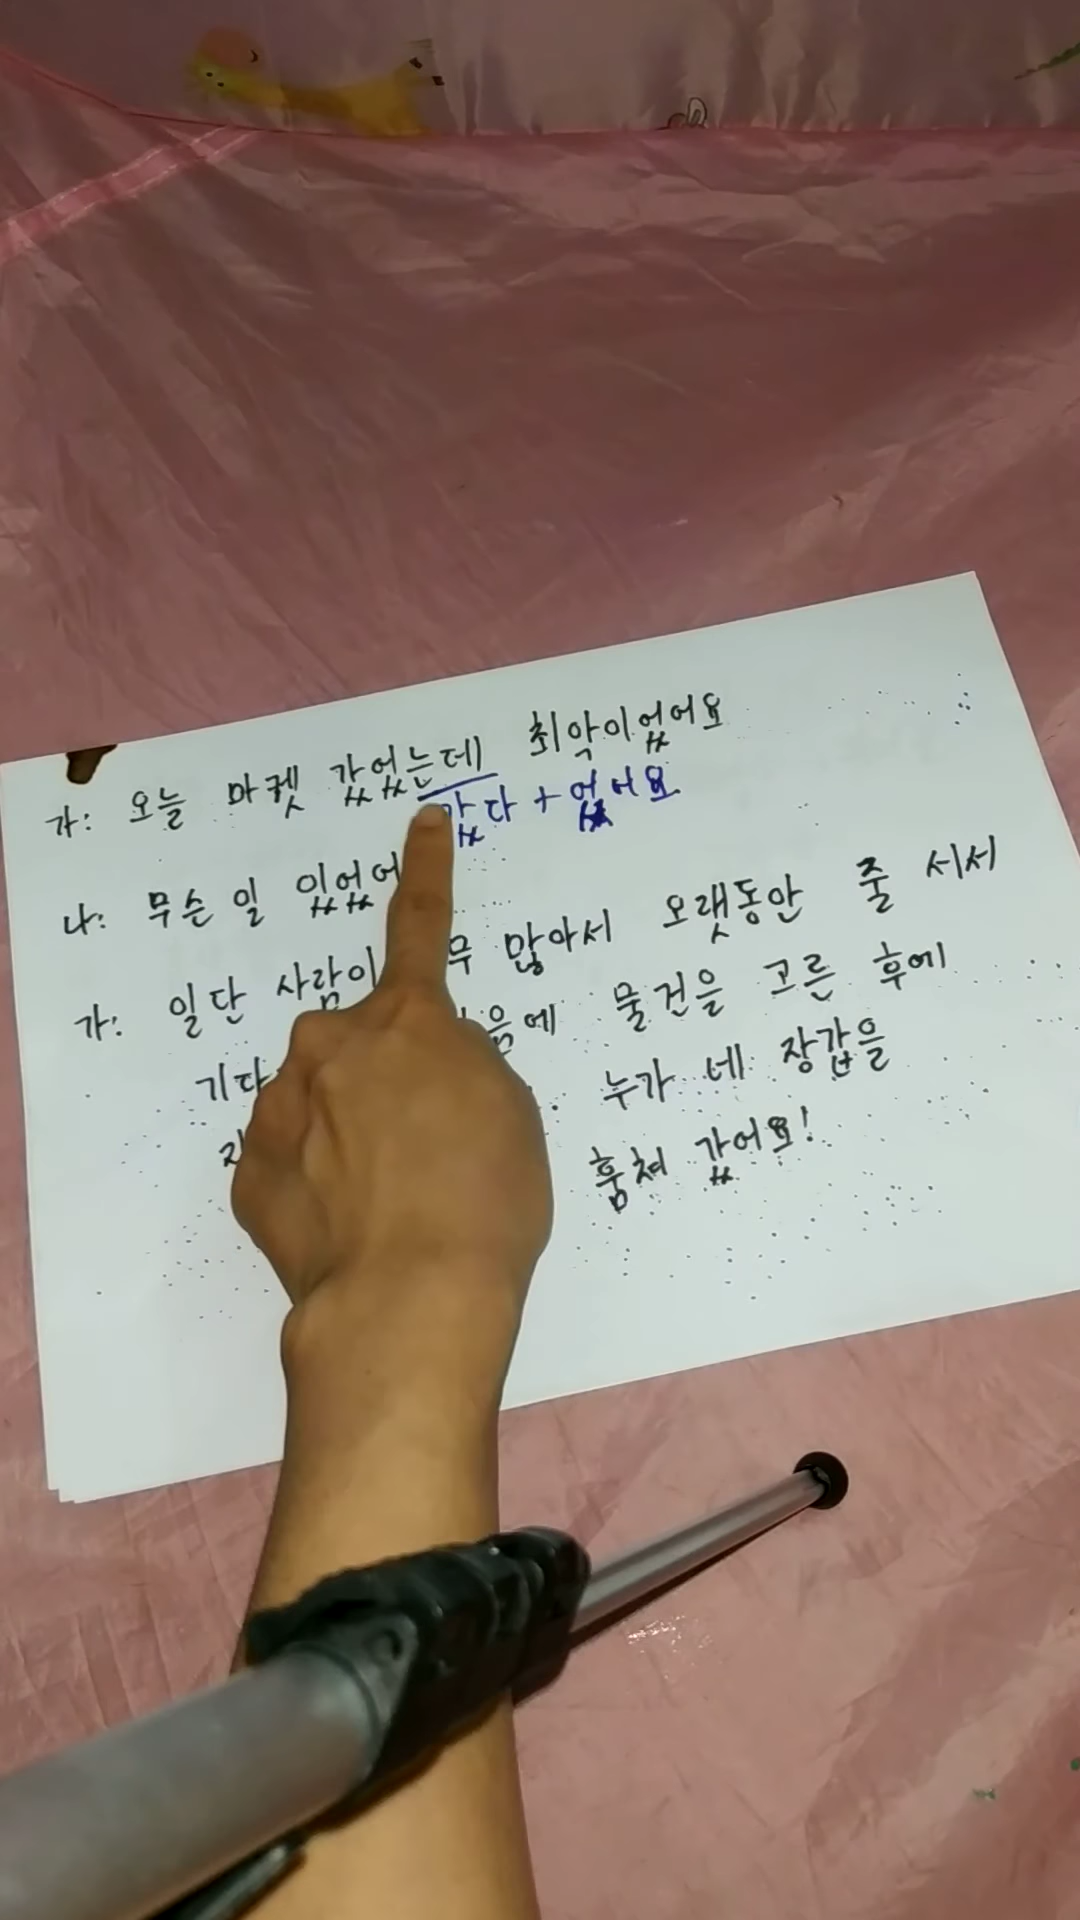 가: 오늘 마켓 갔었는데 최악이었어요
갔다 + 었어요
나: 무슨 일 있었어
가: 일단 사람이 무 많아서 오랫동안 줄 서서
기다 음에 물건을 고른 후에
누가 네 장갑을
훔쳐 갔어요!